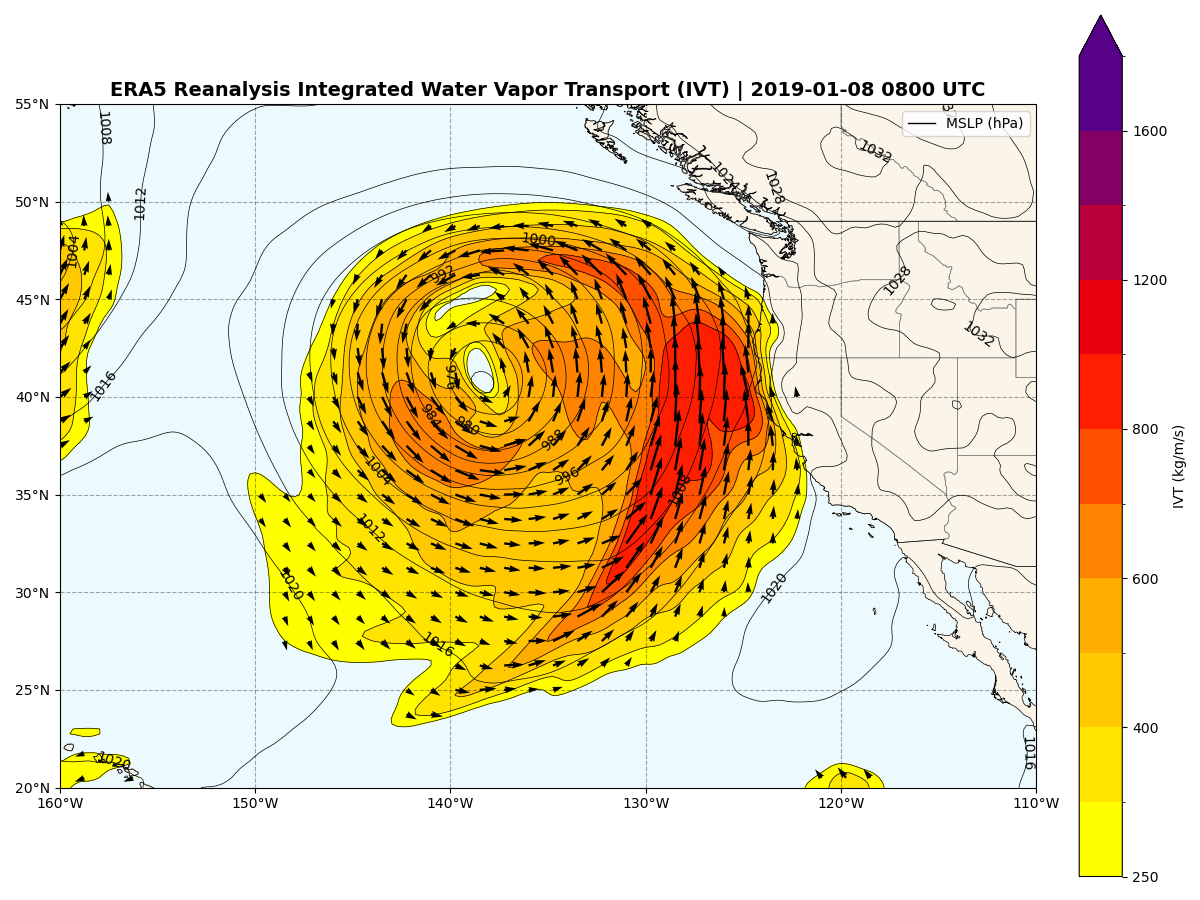 ERA5 Reanalysis Integrated Water Vapor Transport (IVT) | 2019-01-08 0800 UTC
MSLP (hPa)
55°N
50°N
45°N
40°N
35°N
30°N
25°N
20°N
160°W
150°W
140°W
130°W
120°W
110°W
1008
1012
1004
1016
1000
992
976
984
980
988
996
1004
1008
1012
1020
1016
1020
1020
1016
1024
1028
1032
1028
1032
1600
1200
800
600
400
250
IVT (kg/m/s)